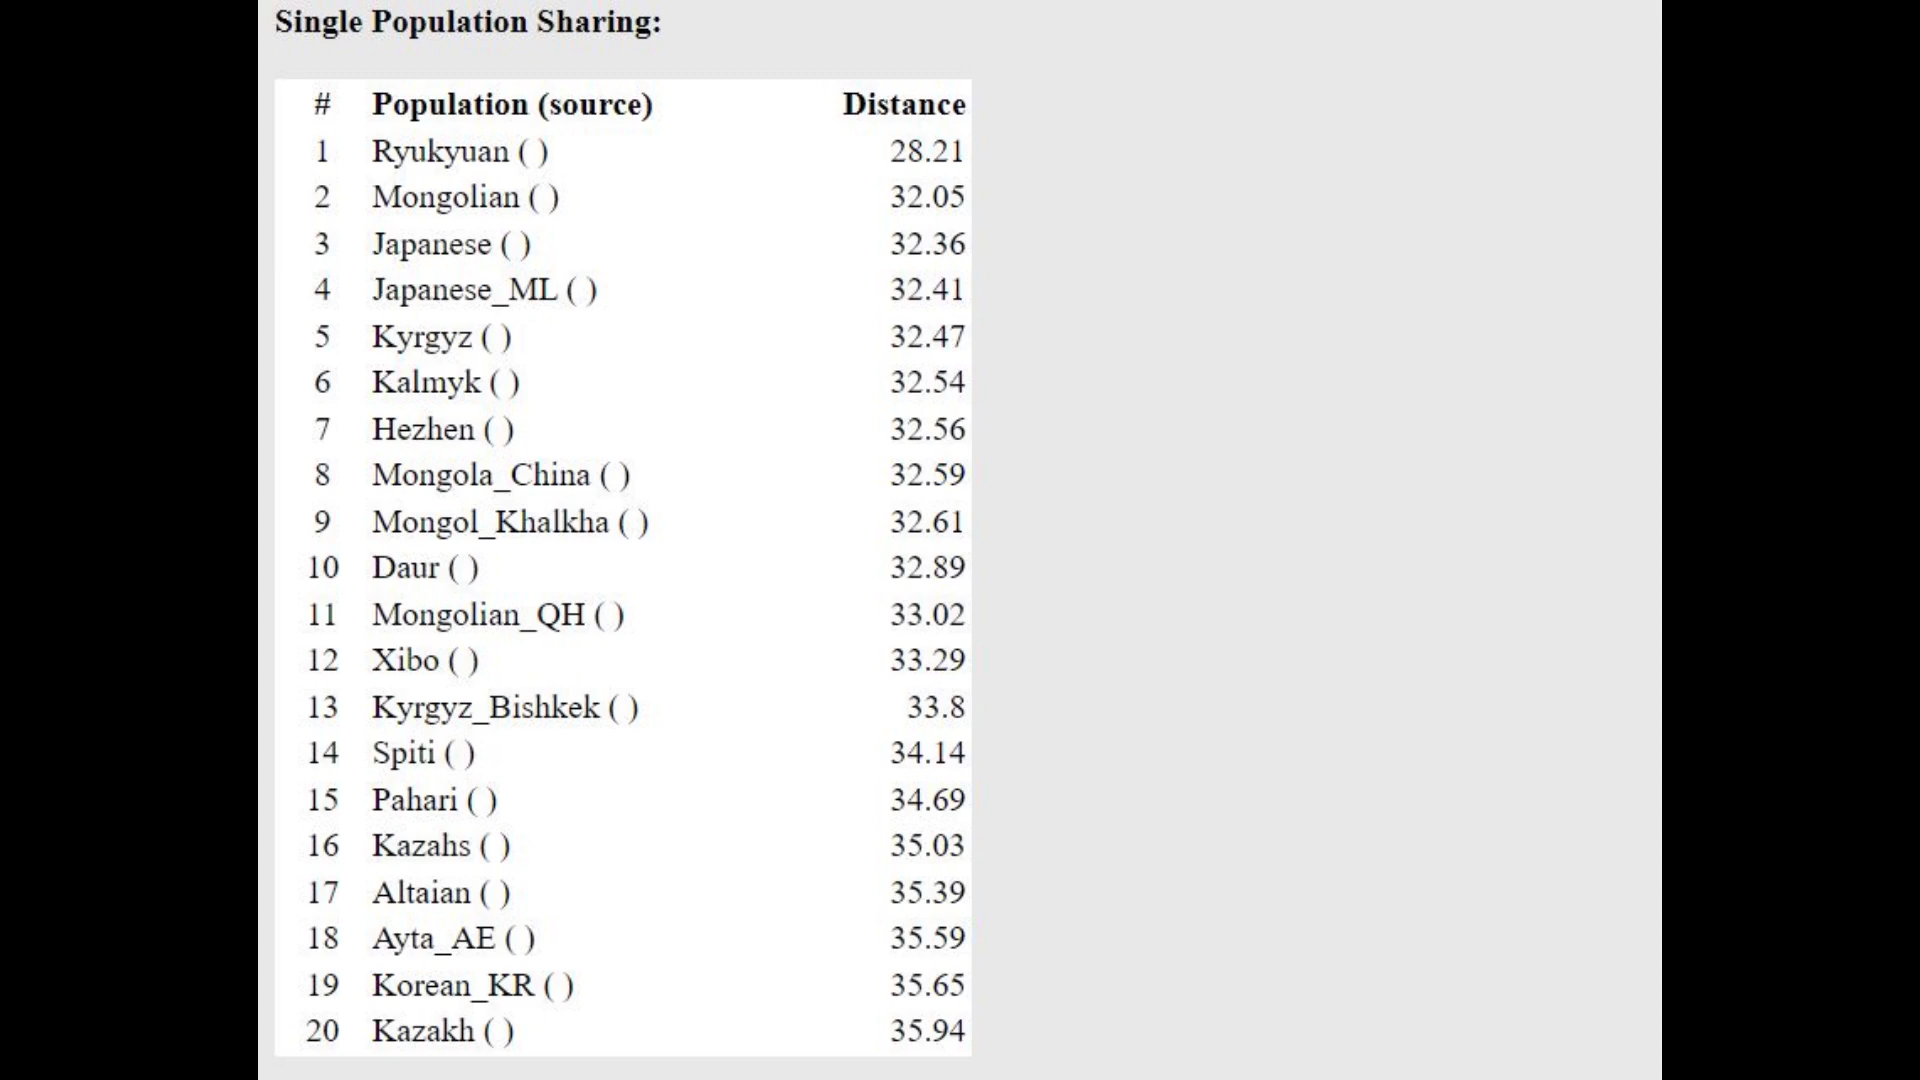 Single Population Sharing:
# Population (source) Distance
1 Ryukyuan ( ) 28.21
2 Mongolian ( ) 32.05
3 Japanese ( ) 32.36
4 Japanese_ML ( ) 32.41
5 Kyrgyz ( ) 32.47
6 Kalmyk ( ) 32.54
7 Hezhen ( ) 32.56
8 Mongola_China ( ) 32.59
9 Mongol_Khalkha ( ) 32.61
10 Daur ( ) 32.89
11 Mongolian_QH ( ) 33.02
12 Xibo ( ) 33.29
13 Kyrgyz_Bishkek ( ) 33.8
14 Spiti ( ) 34.14
15 Pahari ( ) 34.69
16 Kazahs ( ) 35.03
17 Altaian ( ) 35.39
18 Ayta_AE ( ) 35.59
19 Korean_KR ( ) 35.65
20 Kazakh ( ) 35.94